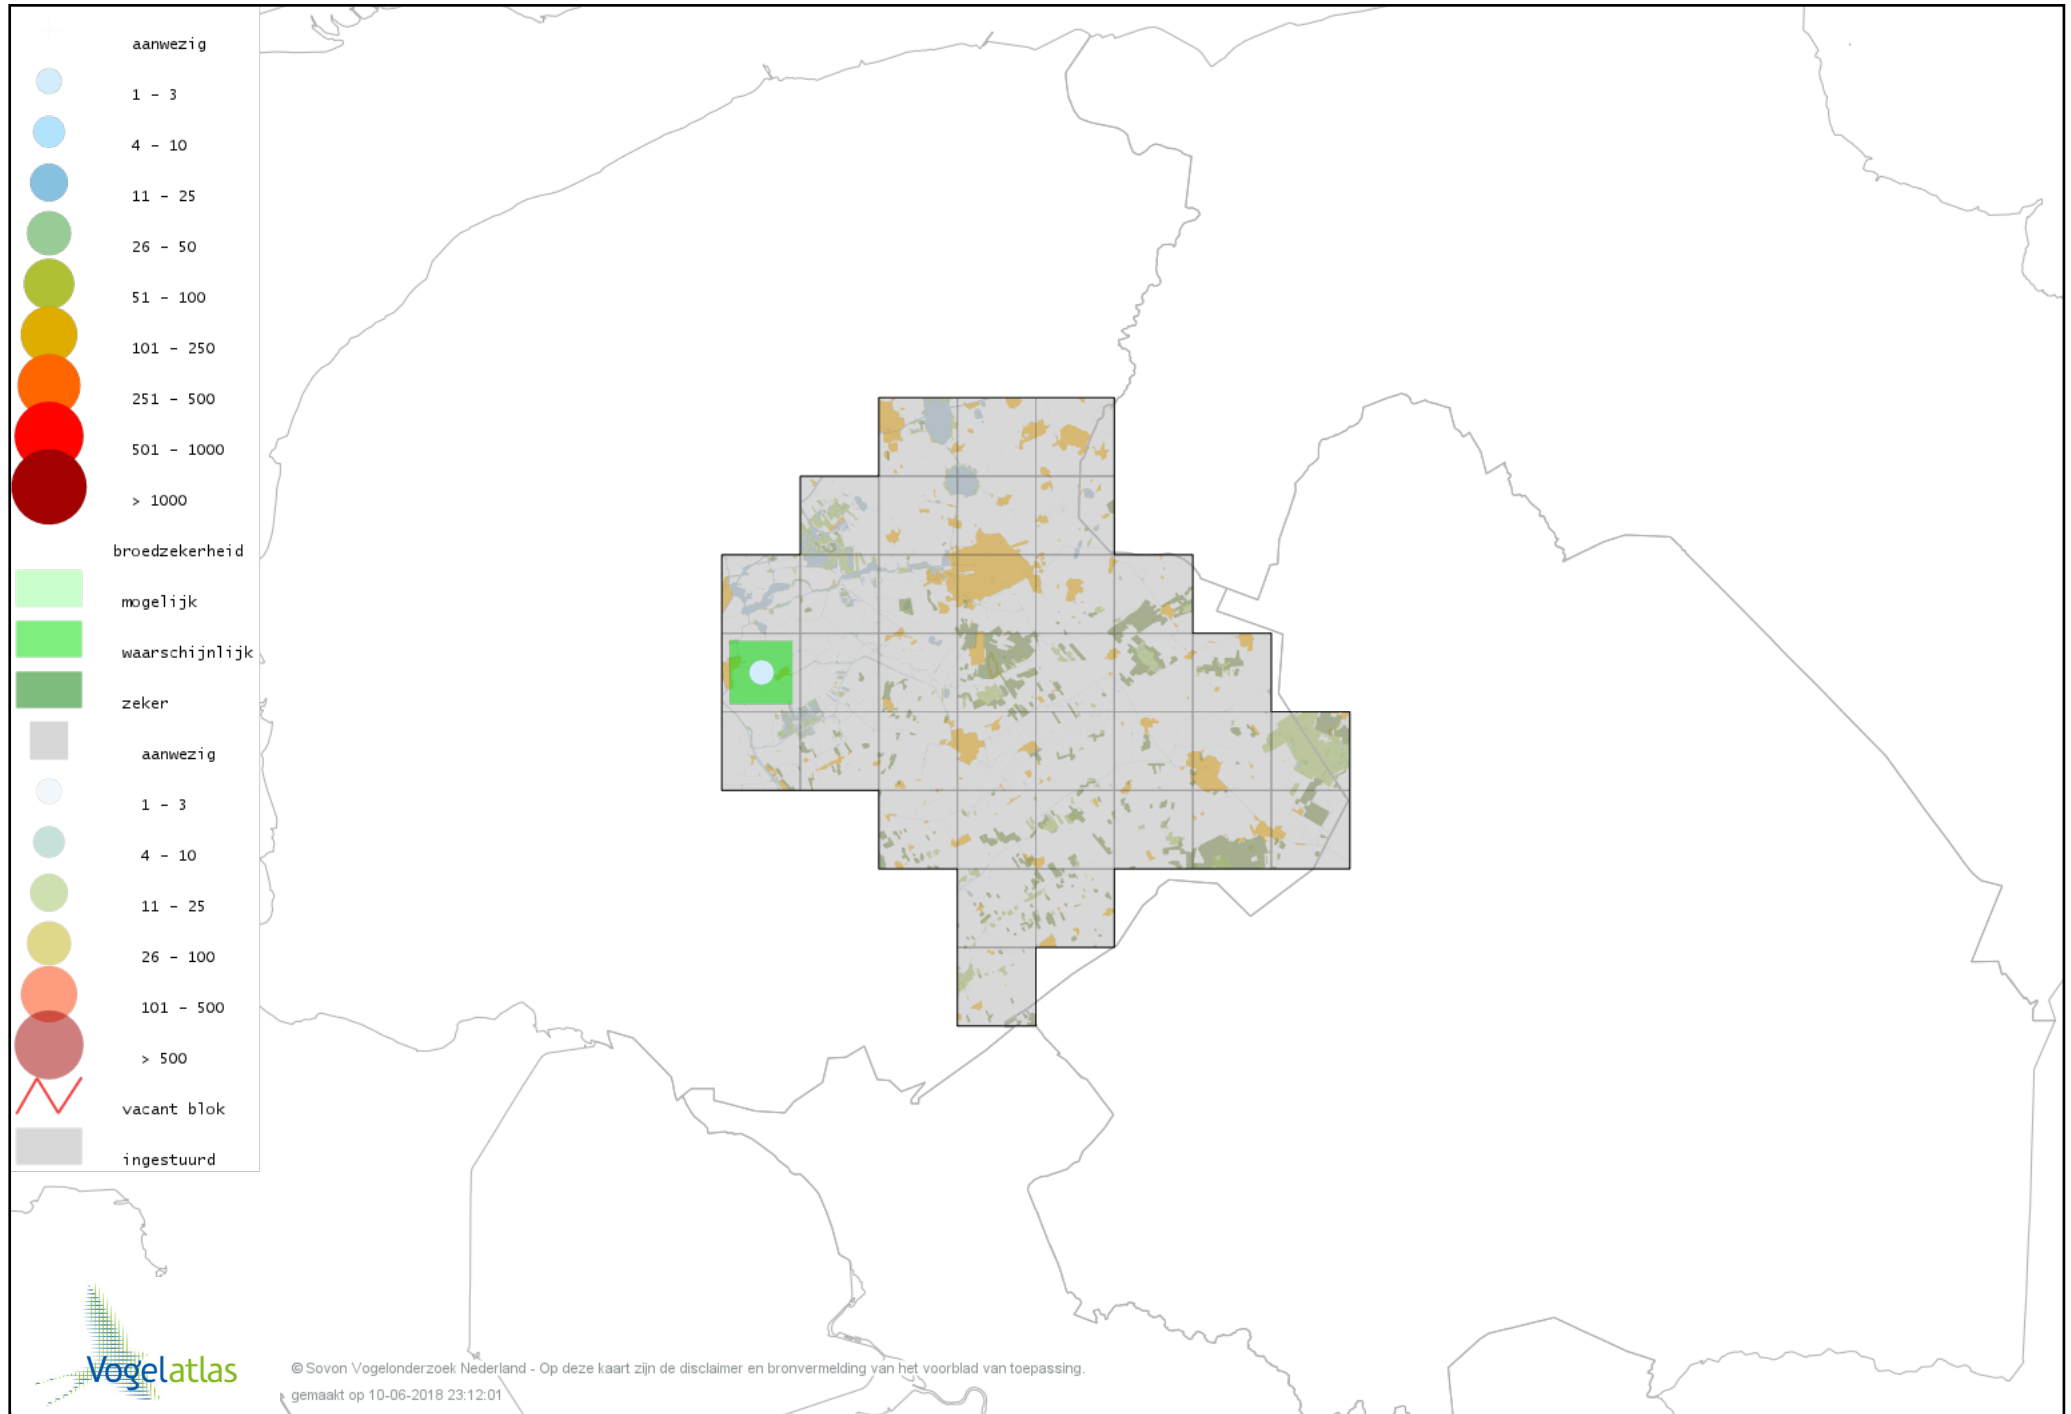 aanwezig
1 - 3
4 - 10
11 - 25
26 - 50
51 - 100
101 - 250
251 - 500
501 - 1000
> 1000
broedzekerheid
mogelijk
waarschijnlijk
zeker
aanwezig
1 - 3
4 - 10
11 - 25
26 - 100
101 - 500
> 500
vacant blok
ingestuurd
Vogelatlas
© Sovon Vogelonderzoek Nederland - Op deze kaart zijn de disclaimer en bronvermelding van het voorblad van toepassing.
gemaakt op 10-06-2018 23:12:01